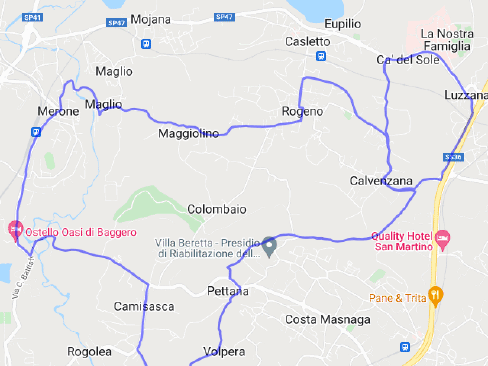 SP41
Mojana
SP47
SP47
Eupilio
Casletto
La Nostra
Famiglia
Ca' del Sole
Maglio
Luzzana
Maglio
Merone
Rogeno
Maggiolino
SS36
Calvenzana
Colombaio
Ostello Oasi di Baggero
Villa Beretta - Presidio
di Riabilitazione dell...
Quality Hotel
San Martino
Via C. Battisti
Pettana
Camisasca
Pane & Trita
Costa Masnaga
Rogolea
Volpera